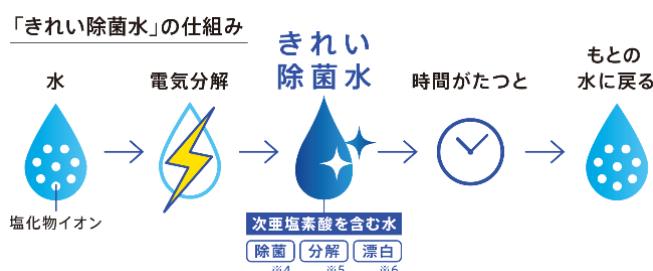 「きれい除菌水」の仕組み
水
電気分解
きれい
除菌水
時間がたつと
もとの
水に戻る
塩化物イオン
次亜塩素酸を含む水
除菌 分解 漂白
※4 ※5 ※6